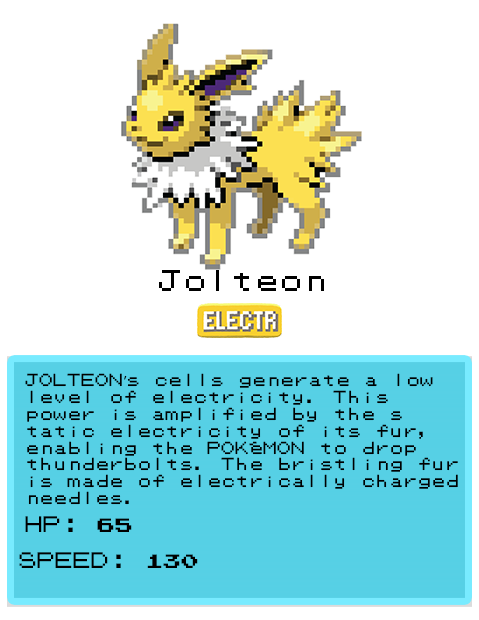 Jolteon
ELECTR
JOLTEON's cells generate a low
level of electricity. This
power is amplified by the s
tatic electricity of its fur,
enabling the POKéMON to drop
thunderbolts. The bristling fur
is made of electrically charged
needles.
HP: 65
SPEED: 130